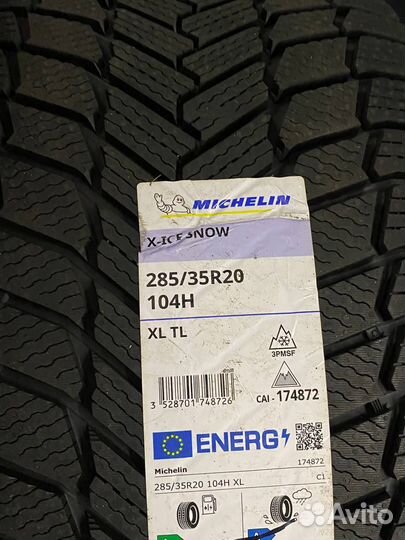 MICHELIN
X-ICE SNOW
285/35R20
104H
XL TL
3PMSF
3 528701 748726
CAI - 174872
ENERG
Michelin
174872
285/35R20 104H XL
C1
Avito